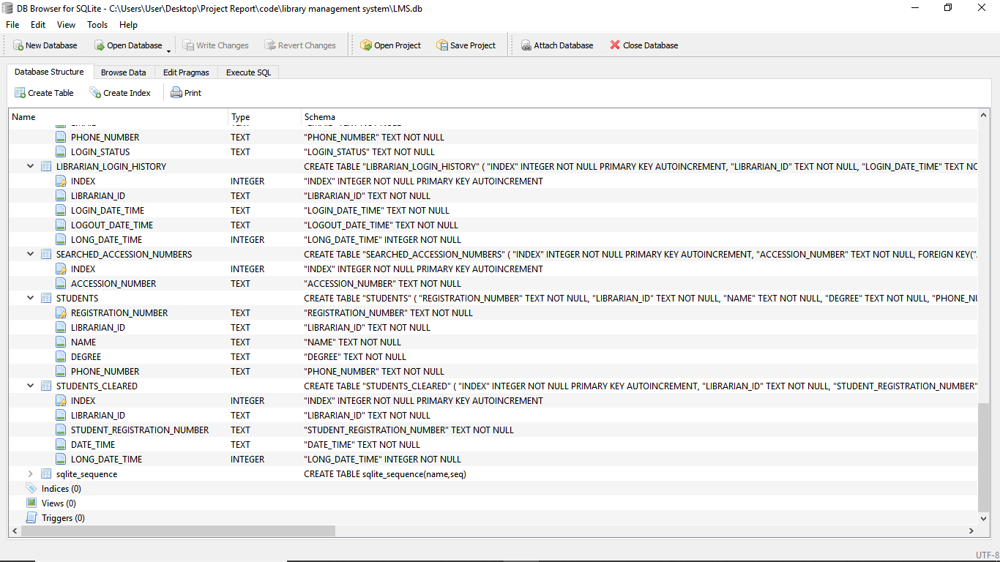 DB Browser for SQLite - C:\Users\User\Desktop\Project Report\code\library management system\LMS.db
File Edit View Tools Help
New Database Open Database Write Changes Revert Changes Open Project Save Project Attach Database Close Database
Database Structure Browse Data Edit Pragmas Execute SQL
Create Table Create Index Print
Name Type Schema
PHONE_NUMBER TEXT "PHONE_NUMBER" TEXT NOT NULL
LOGIN_STATUS TEXT "LOGIN_STATUS" TEXT NOT NULL
LIBRARIAN_LOGIN_HISTORY CREATE TABLE "LIBRARIAN_LOGIN_HISTORY" ( "INDEX" INTEGER NOT NULL PRIMARY KEY AUTOINCREMENT, "LIBRARIAN_ID" TEXT NOT NULL, "LOGIN_DATE_TIME" TEXT NO
INDEX INTEGER "INDEX" INTEGER NOT NULL PRIMARY KEY AUTOINCREMENT
LIBRARIAN_ID TEXT "LIBRARIAN_ID" TEXT NOT NULL
LOGIN_DATE_TIME TEXT "LOGIN_DATE_TIME" TEXT NOT NULL
LOGOUT_DATE_TIME TEXT "LOGOUT_DATE_TIME" TEXT NOT NULL
LONG_DATE_TIME INTEGER "LONG_DATE_TIME" INTEGER NOT NULL
SEARCHED_ACCESSION_NUMBERS CREATE TABLE "SEARCHED_ACCESSION_NUMBERS" ( "INDEX" INTEGER NOT NULL PRIMARY KEY AUTOINCREMENT, "ACCESSION_NUMBER" TEXT NOT NULL, FOREIGN KEY("
INDEX INTEGER "INDEX" INTEGER NOT NULL PRIMARY KEY AUTOINCREMENT
ACCESSION_NUMBER TEXT "ACCESSION_NUMBER" TEXT NOT NULL
STUDENTS CREATE TABLE "STUDENTS" ( "REGISTRATION_NUMBER" TEXT NOT NULL, "LIBRARIAN_ID" TEXT NOT NULL, "NAME" TEXT NOT NULL, "DEGREE" TEXT NOT NULL, "PHONE_NU
REGISTRATION_NUMBER TEXT "REGISTRATION_NUMBER" TEXT NOT NULL
LIBRARIAN_ID TEXT "LIBRARIAN_ID" TEXT NOT NULL
NAME TEXT "NAME" TEXT NOT NULL
DEGREE TEXT "DEGREE" TEXT NOT NULL
PHONE_NUMBER TEXT "PHONE_NUMBER" TEXT NOT NULL
STUDENTS_CLEARED CREATE TABLE "STUDENTS_CLEARED" ( "INDEX" INTEGER NOT NULL PRIMARY KEY AUTOINCREMENT, "LIBRARIAN_ID" TEXT NOT NULL, "STUDENT_REGISTRATION_NUMBER"
INDEX INTEGER "INDEX" INTEGER NOT NULL PRIMARY KEY AUTOINCREMENT
LIBRARIAN_ID TEXT "LIBRARIAN_ID" TEXT NOT NULL
STUDENT_REGISTRATION_NUMBER TEXT "STUDENT_REGISTRATION_NUMBER" TEXT NOT NULL
DATE_TIME TEXT "DATE_TIME" TEXT NOT NULL
LONG_DATE_TIME INTEGER "LONG_DATE_TIME" INTEGER NOT NULL
sqlite_sequence CREATE TABLE sqlite_sequence(name,seq)
Indices (0)
Views (0)
Triggers (0)
UTF-8